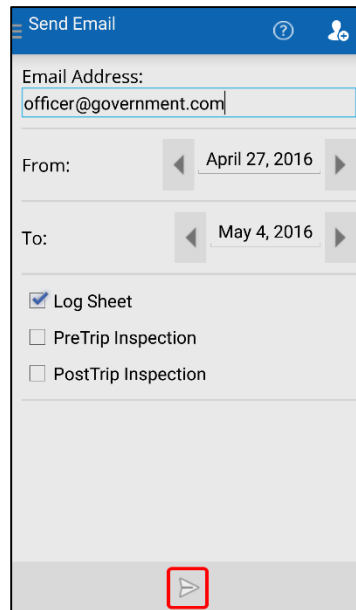 Send Email
Email Address:
officer@government.com
From:
April 27, 2016
To:
May 4, 2016
Log Sheet
PreTrip Inspection
PostTrip Inspection